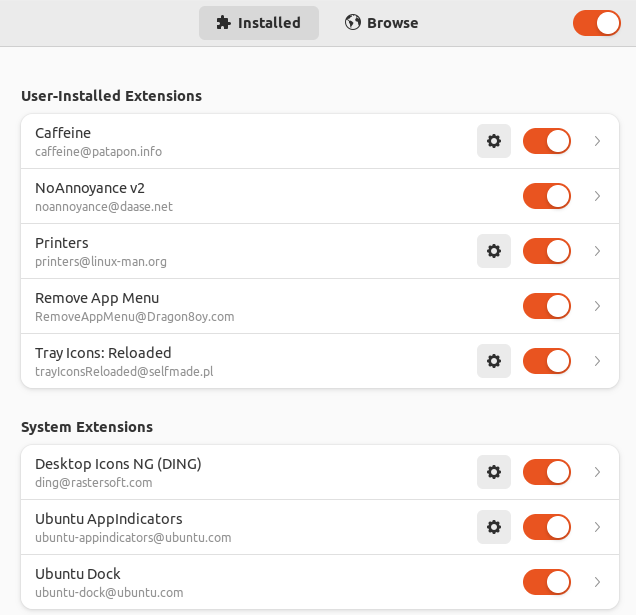 Installed
Browse
User-Installed Extensions
Caffeine
caffeine@patapon.info
NoAnnoyance v2
noannoyance@daase.net
Printers
printers@linux-man.org
Remove App Menu
RemoveAppMenu@Dragon8oy.com
Tray Icons: Reloaded
trayIconsReloaded@selfmade.pl
System Extensions
Desktop Icons NG (DING)
ding@rastersoft.com
Ubuntu AppIndicators
ubuntu-appindicators@ubuntu.com
Ubuntu Dock
ubuntu-dock@ubuntu.com